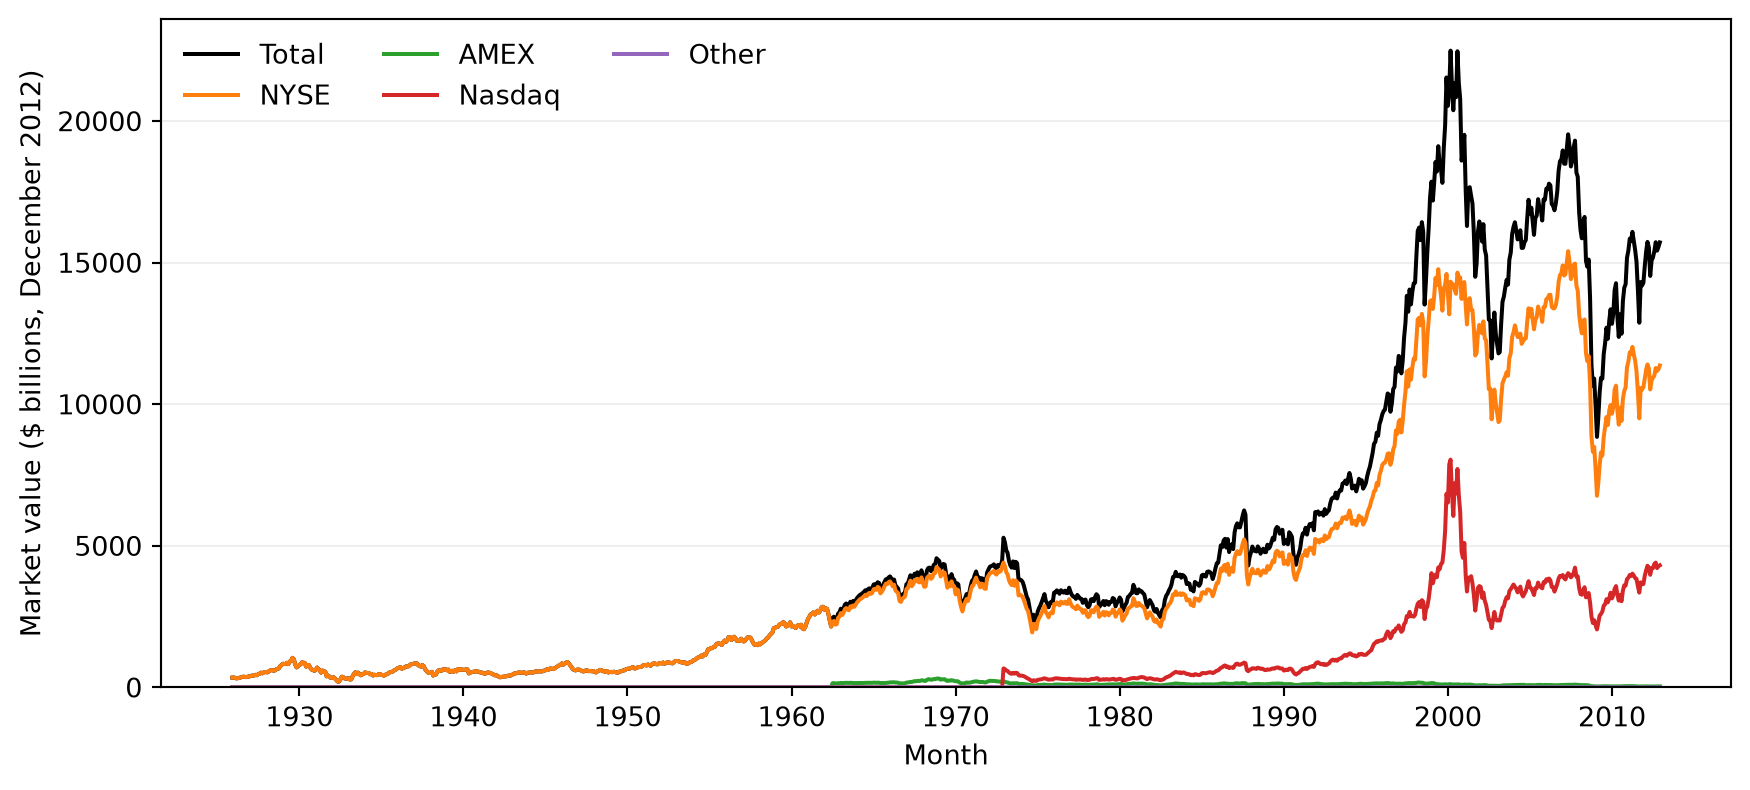 Total
AMEX
Other
NYSE
Nasdaq
Market value ($ billions, December 2012)
20000
15000
10000
5000
0
1930
1940
1950
1960
1970
1980
1990
2000
2010
Month